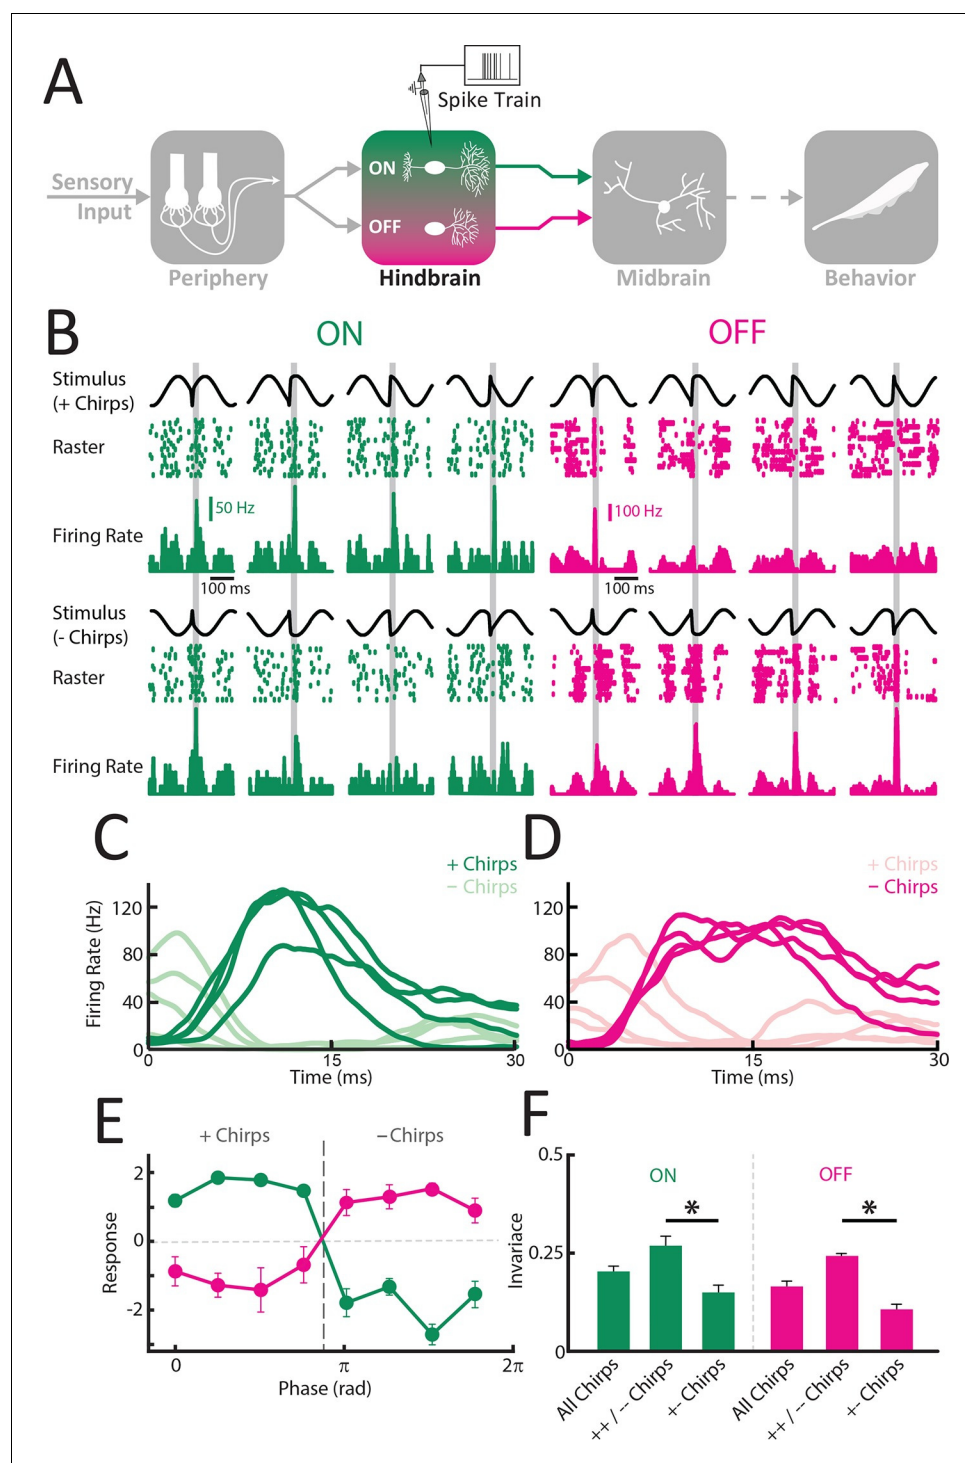 A
Spike Train
Sensory
Input
ON
OFF
Periphery
Hindbrain
Midbrain
Behavior
B
ON
OFF
Stimulus
(+ Chirps)
Raster
50 Hz
100 Hz
Firing Rate
100 ms
100 ms
Stimulus
(- Chirps)
Raster
Firing Rate
C
+ Chirps
− Chirps
Firing Rate (Hz)
120
80
40
0
0
15
30
Time (ms)
D
+ Chirps
− Chirps
120
80
40
0
0
15
30
Time (ms)
E
+ Chirps
− Chirps
Response
2
0
-2
0
π
2π
Phase (rad)
F
Invariace
0.5
0.25
0
ON
OFF
*
*
All Chirps
++ / -- Chirps
+- Chirps
All Chirps
++ / -- Chirps
+- Chirps